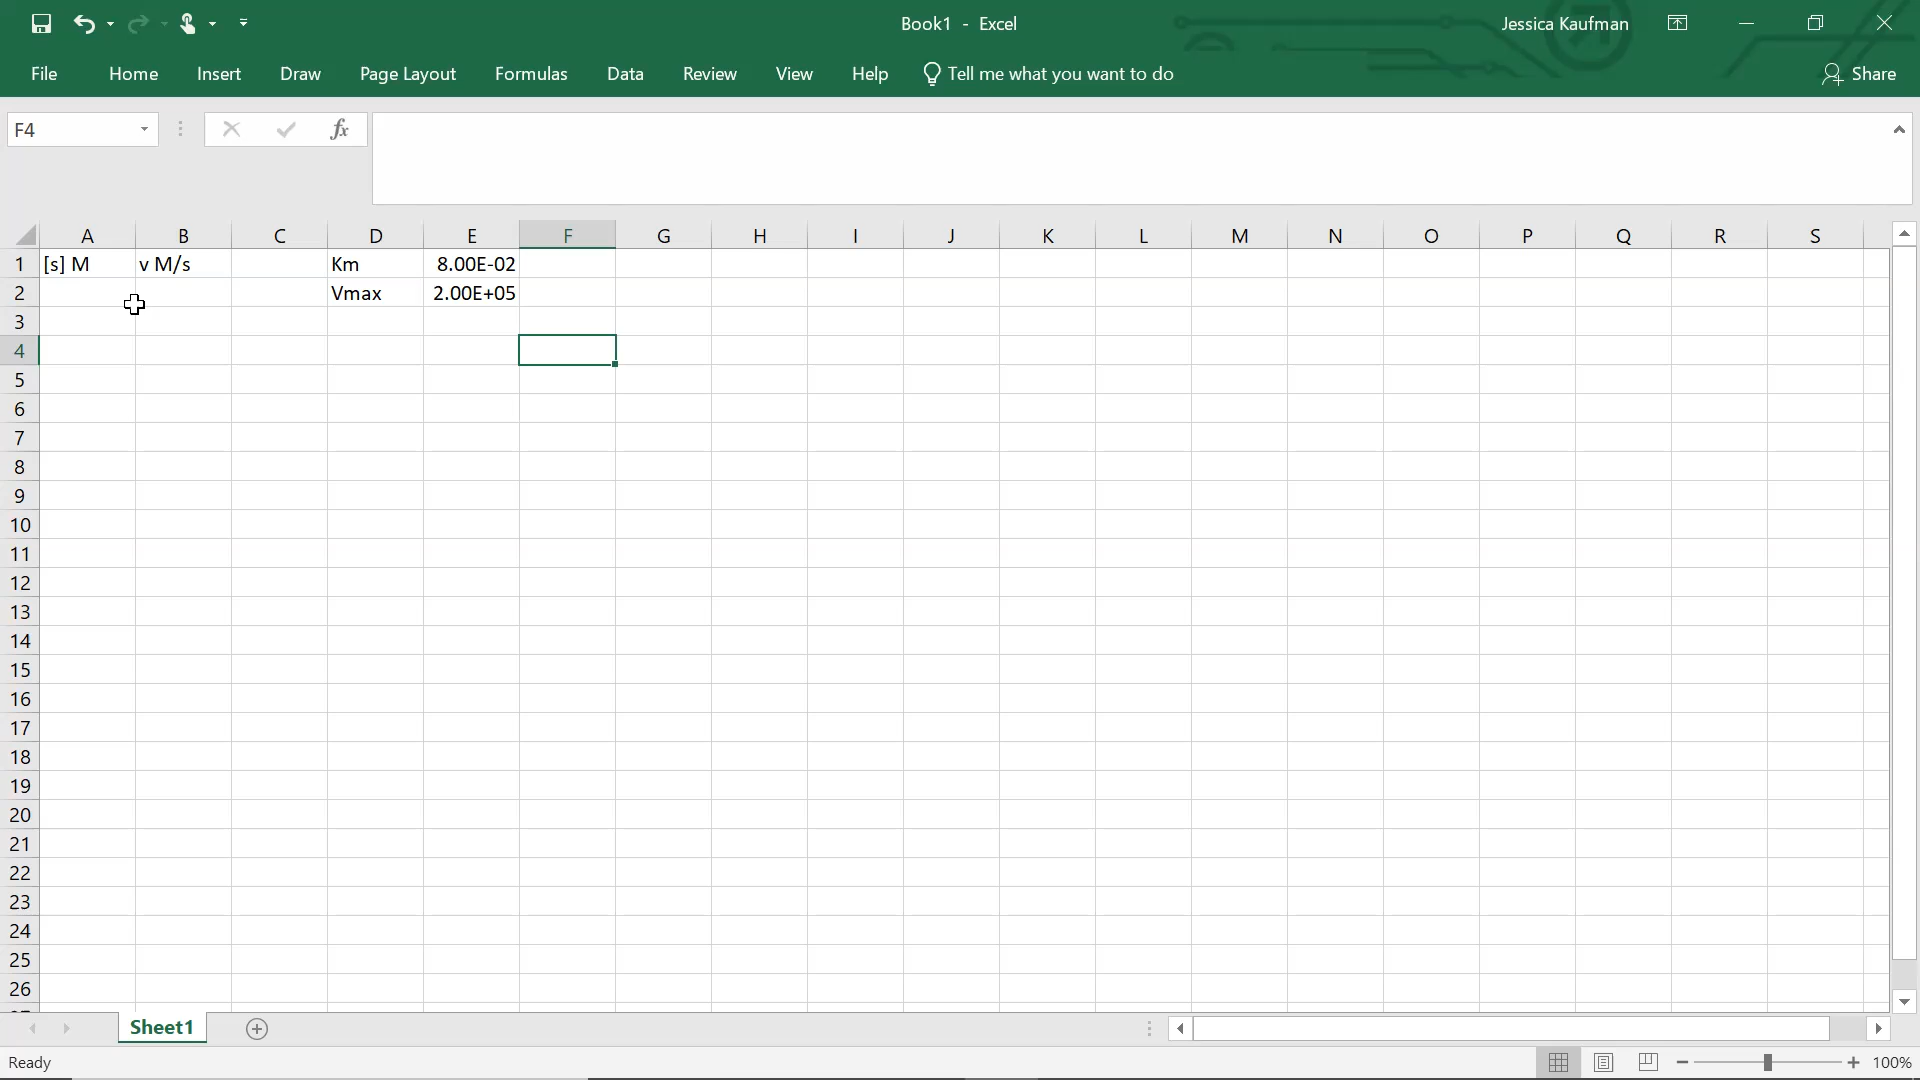 Book1 - Excel
Jessica Kaufman
File Home Insert Draw Page Layout Formulas Data Review View Help Tell me what you want to do Share
F4 fx
A B C D E F G H I J K L M N O P Q R S
1 [s] M v M/s Km 8.00E-02
2 Vmax 2.00E+05
3
4
5
6
7
8
9
10
11
12
13
14
15
16
17
18
19
20
21
22
23
24
25
26
Sheet1
Ready 100%